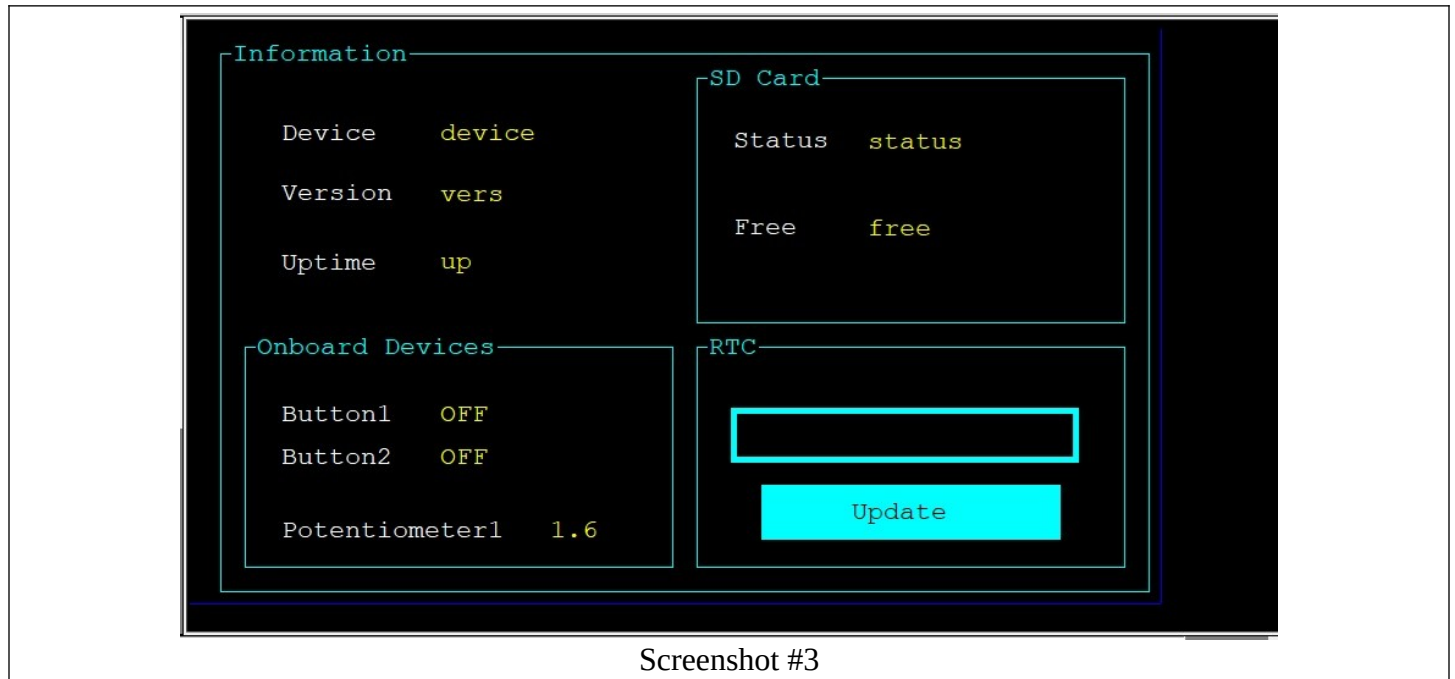 Information
Device device
Version vers
Uptime up
SD Card
Status status
Free free
Onboard Devices
Button1 OFF
Button2 OFF
Potentiometer1 1.6
RTC
Update
Screenshot #3